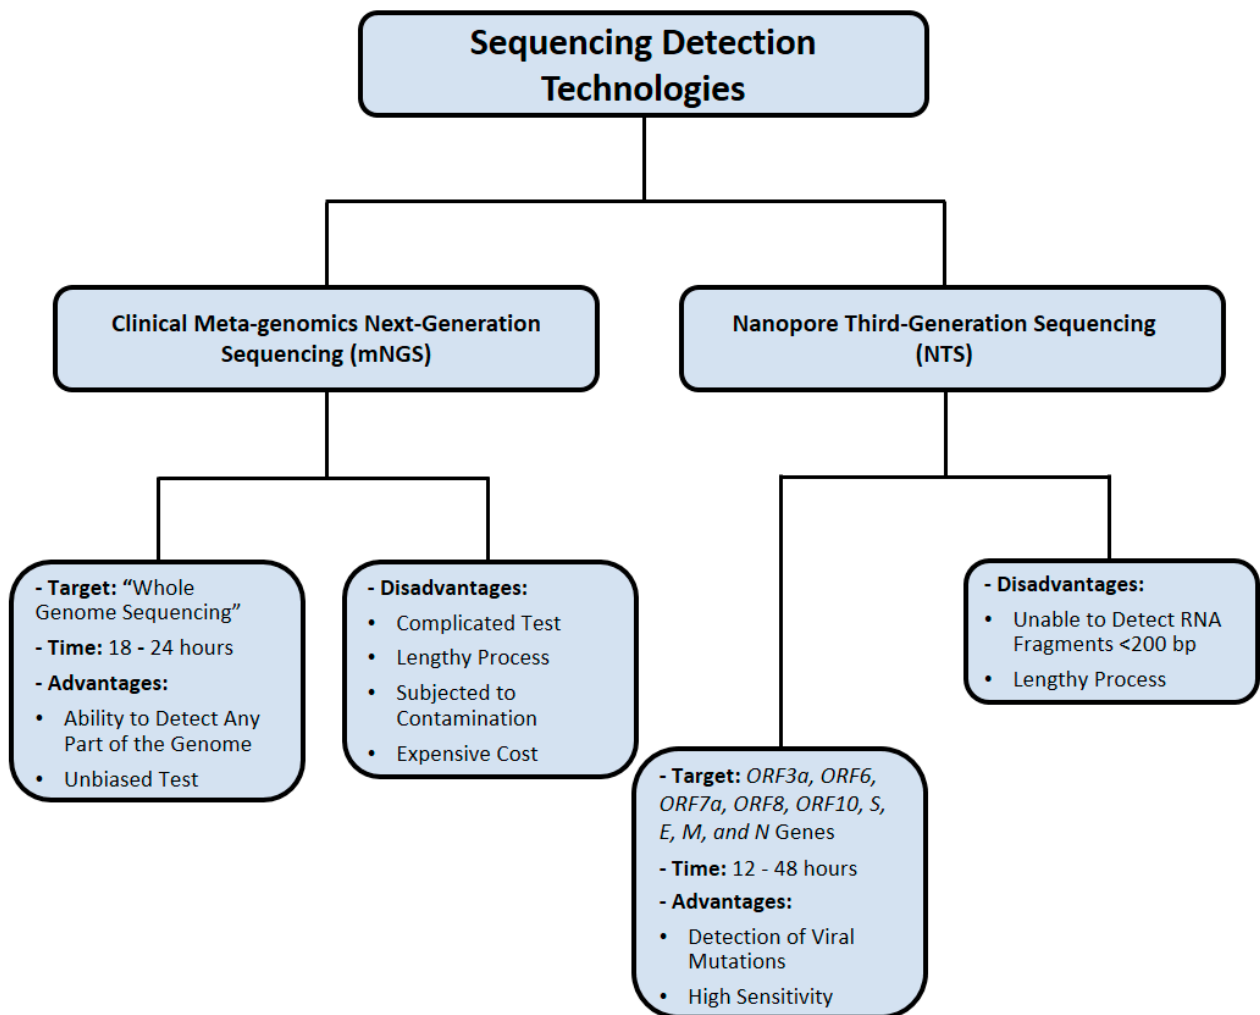 Sequencing Detection
Technologies
Clinical Meta-genomics Next-Generation
Sequencing (mNGS)
Nanopore Third-Generation Sequencing
(NTS)
- Target: “Whole
Genome Sequencing”
- Time: 18 - 24 hours
- Advantages:
• Ability to Detect Any
Part of the Genome
• Unbiased Test
- Disadvantages:
• Complicated Test
• Lengthy Process
• Subjected to
Contamination
• Expensive Cost
- Target: ORF3a, ORF6,
ORF7a, ORF8, ORF10, S,
E, M, and N Genes
- Time: 12 - 48 hours
- Advantages:
• Detection of Viral
Mutations
• High Sensitivity
- Disadvantages:
• Unable to Detect RNA
Fragments <200 bp
• Lengthy Process